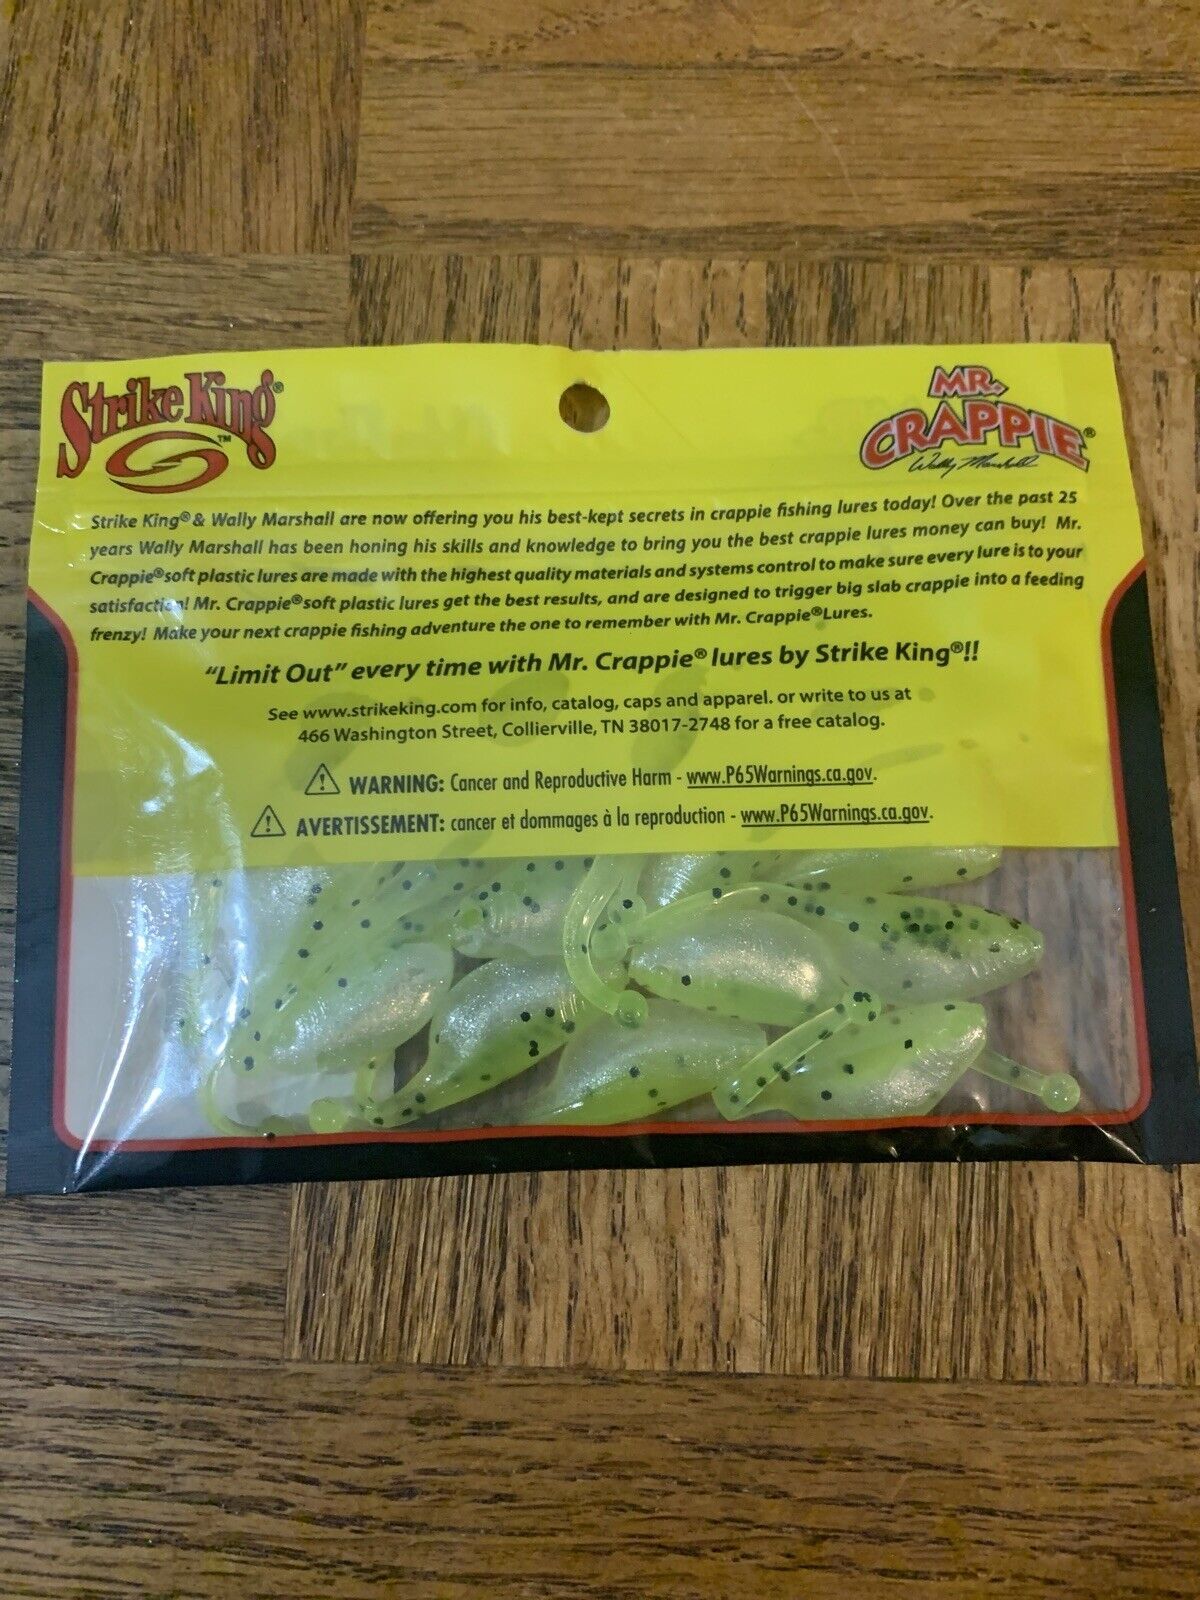 Strike King®
™
MR.
CRAPPIE®
Wally Marshall
Strike King® & Wally Marshall are now offering you his best-kept secrets in crappie fishing lures today! Over the past 25
years Wally Marshall has been honing his skills and knowledge to bring you the best crappie lures money can buy! Mr.
Crappie® soft plastic lures are made with the highest quality materials and systems control to make sure every lure is to your
satisfaction! Mr. Crappie® soft plastic lures get the best results, and are designed to trigger big slab crappie into a feeding
frenzy! Make your next crappie fishing adventure the one to remember with Mr. Crappie® Lures.
“Limit Out” every time with Mr. Crappie® lures by Strike King®!!
See www.strikeking.com for info, catalog, caps and apparel. or write to us at
466 Washington Street, Collierville, TN 38017-2748 for a free catalog.
WARNING: Cancer and Reproductive Harm - www.P65Warnings.ca.gov.
AVERTISSEMENT: cancer et dommages à la reproduction - www.P65Warnings.ca.gov.